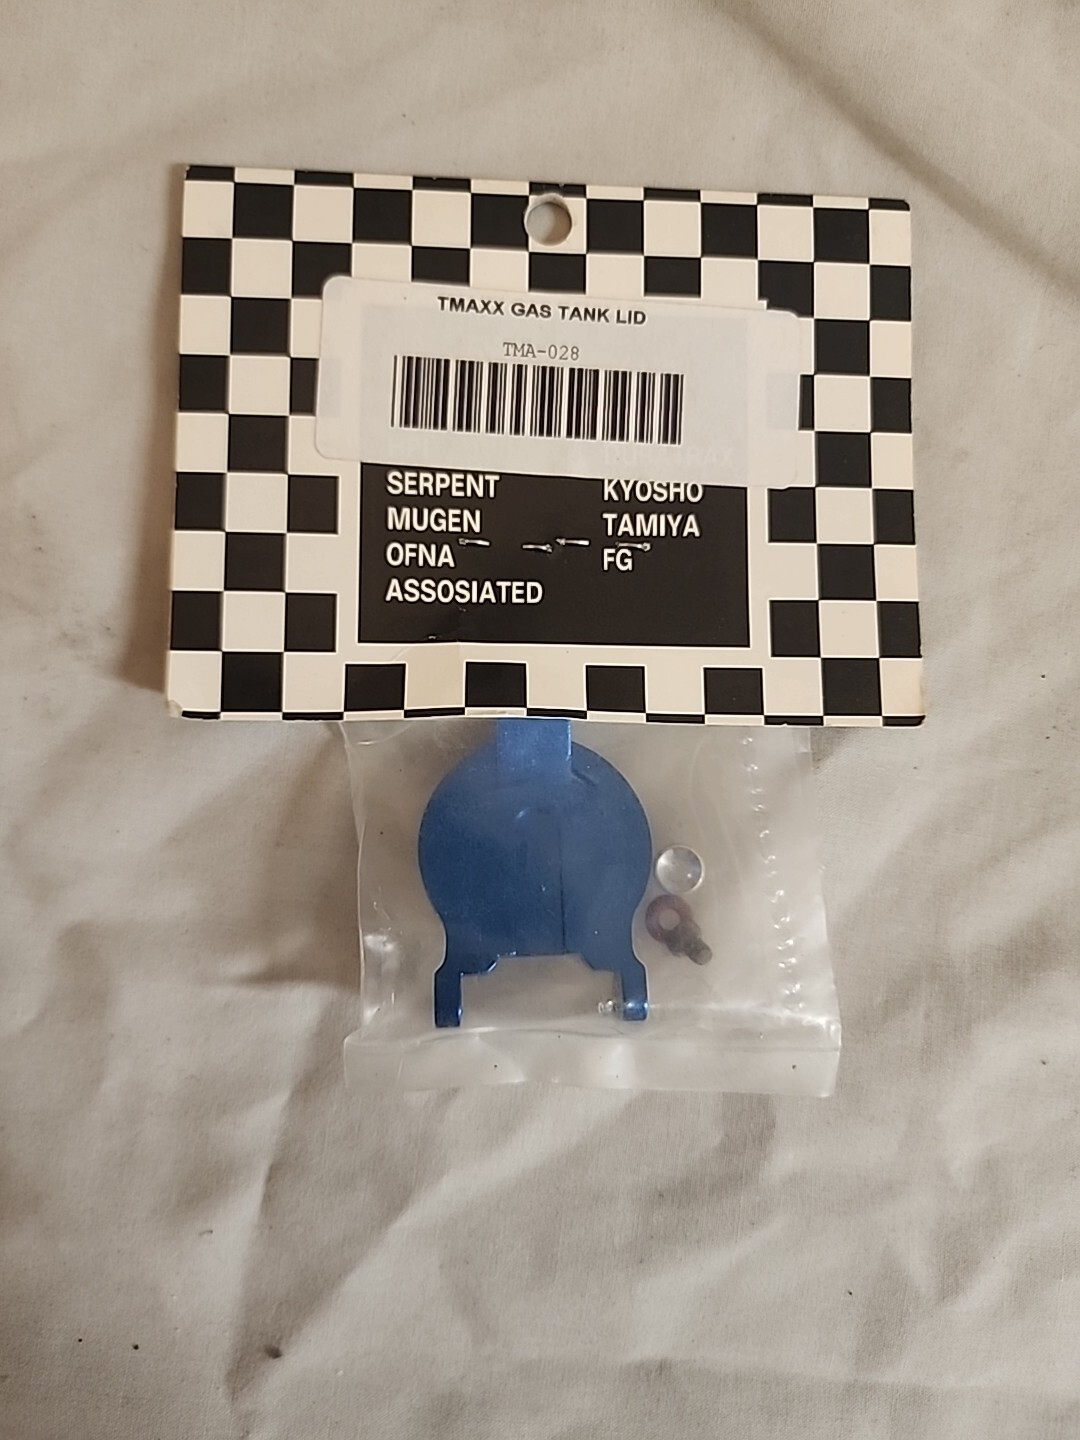 TMAXX GAS TANK LID
TMA-028
SERPENT KYOSHO
MUGEN TAMIYA
OFNA FG
ASSOSIATED